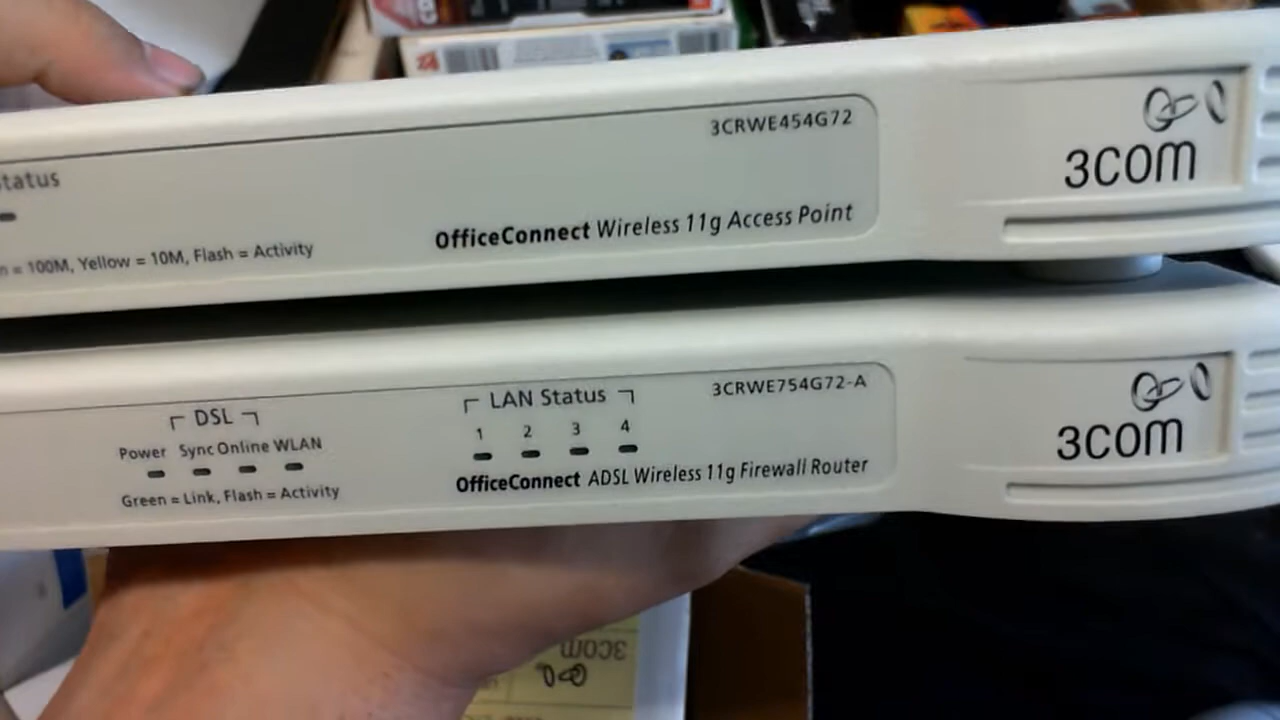 3CRWE454G72
3COM
tatus
OfficeConnect Wireless 11g Access Point
= 100M, Yellow = 10M, Flash = Activity
3CRWE754G72-A
LAN Status
DSL
1 2 3 4
3COM
Power Sync Online WLAN
OfficeConnect ADSL Wireless 11g Firewall Router
Green = Link, Flash = Activity
3COM